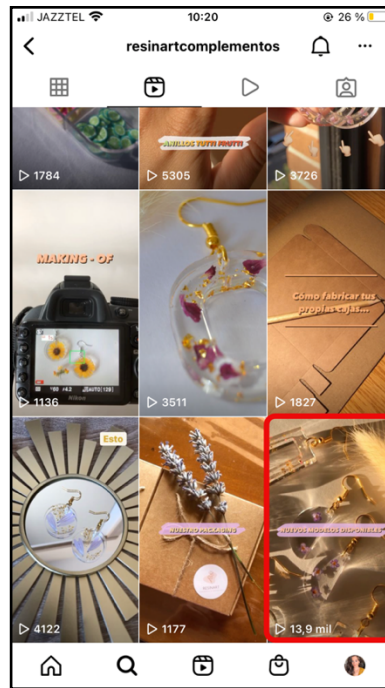 JAZZTEL 10:20 26 %
resinartcomplementos
1784
ANILLOS TUTTI FRUTTI
5305
3726
MAKING - OF
Nikon
1136
3511
Cómo fabricar tus
propias cajas...
1827
Esto
4122
NUESTRO PACKAGING
1177
NUEVOS MODELOS DISPONIBLES
13,9 mil